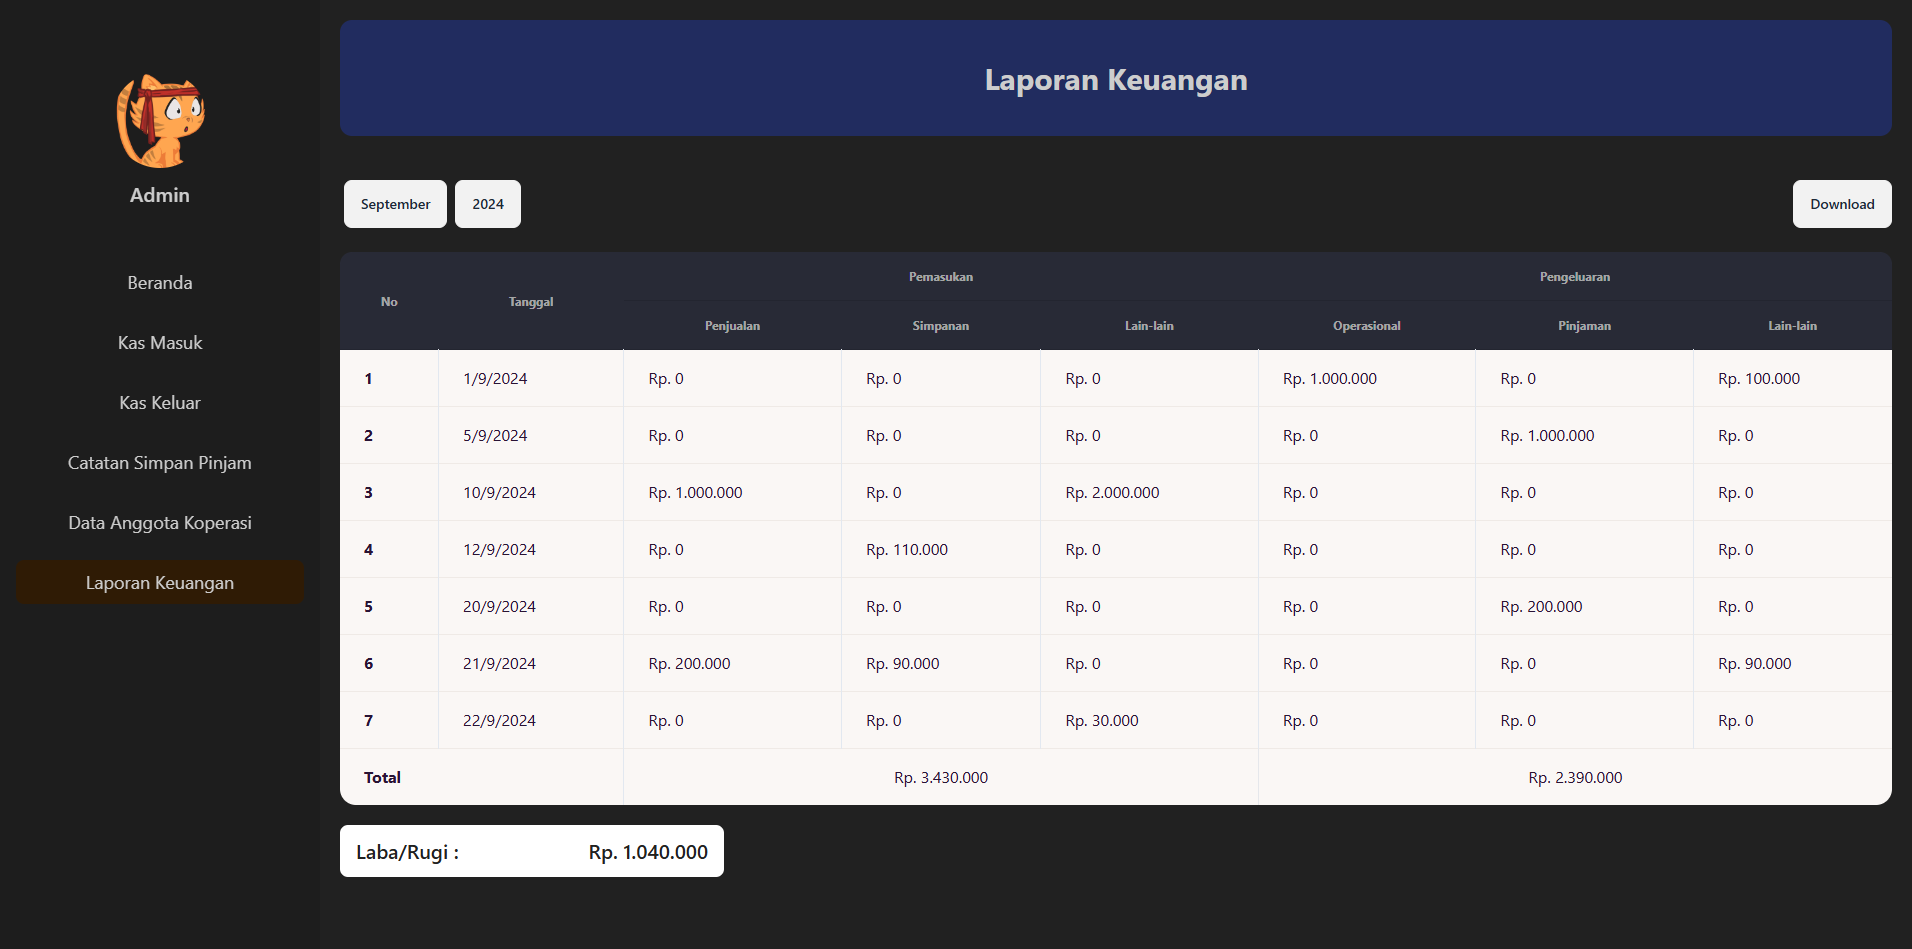 Laporan Keuangan
Admin
Beranda
Kas Masuk
Kas Keluar
Catatan Simpan Pinjam
Data Anggota Koperasi
Laporan Keuangan
September 2024 Download
No Tanggal Pemasukan Pengeluaran
Penjualan Simpanan Lain-lain Operasional Pinjaman Lain-lain
1 1/9/2024 Rp. 0 Rp. 0 Rp. 0 Rp. 1.000.000 Rp. 0 Rp. 100.000
2 5/9/2024 Rp. 0 Rp. 0 Rp. 0 Rp. 0 Rp. 1.000.000 Rp. 0
3 10/9/2024 Rp. 1.000.000 Rp. 0 Rp. 2.000.000 Rp. 0 Rp. 0 Rp. 0
4 12/9/2024 Rp. 0 Rp. 110.000 Rp. 0 Rp. 0 Rp. 0 Rp. 0
5 20/9/2024 Rp. 0 Rp. 0 Rp. 0 Rp. 0 Rp. 200.000 Rp. 0
6 21/9/2024 Rp. 200.000 Rp. 90.000 Rp. 0 Rp. 0 Rp. 0 Rp. 90.000
7 22/9/2024 Rp. 0 Rp. 0 Rp. 30.000 Rp. 0 Rp. 0 Rp. 0
Total Rp. 3.430.000 Rp. 2.390.000
Laba/Rugi : Rp. 1.040.000